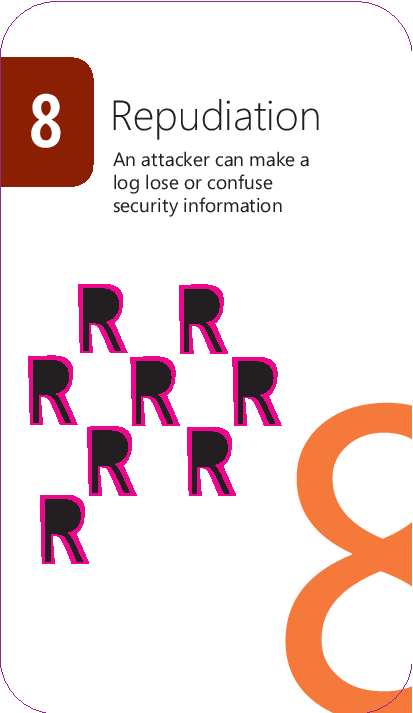 8
Repudiation
An attacker can make a
log lose or confuse
security information
R R
R R R
R R
R
8